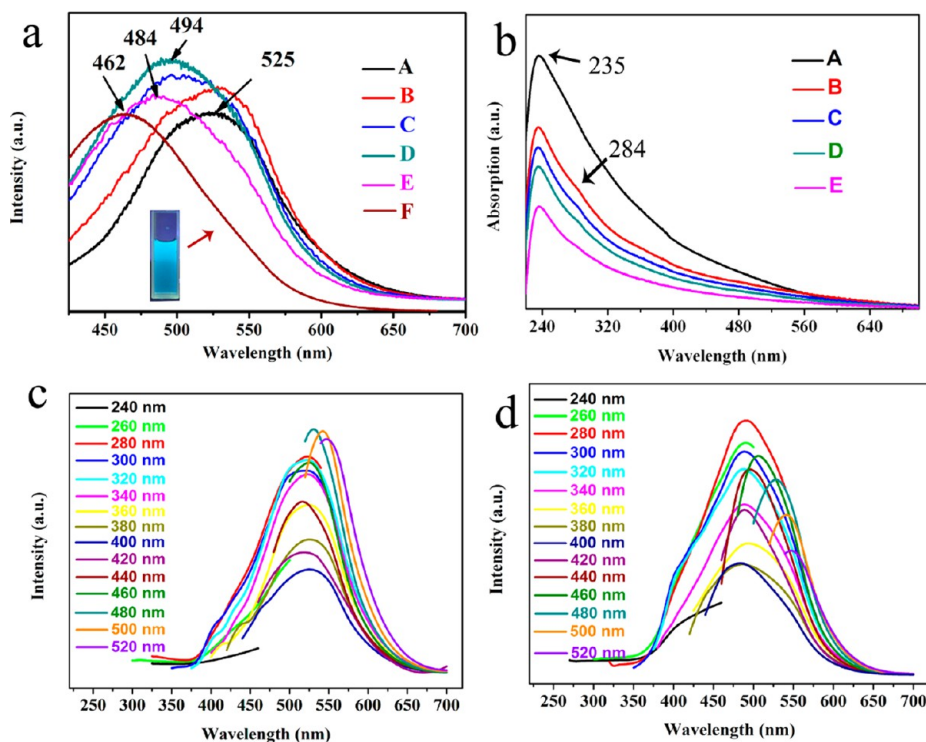 a
494
484
462
525
A
B
C
D
E
F
Intensity (a.u.)
450 500 550 600 650 700
Wavelength (nm)
b
235
284
A
B
C
D
E
Absorption (a.u.)
240 320 400 480 560 640
Wavelength (nm)
c
240 nm
260 nm
280 nm
300 nm
320 nm
340 nm
360 nm
380 nm
400 nm
420 nm
440 nm
460 nm
480 nm
500 nm
520 nm
Intensity (a.u.)
250 300 350 400 450 500 550 600 650 700
Wavelength (nm)
d
240 nm
260 nm
280 nm
300 nm
320 nm
340 nm
360 nm
380 nm
400 nm
420 nm
440 nm
460 nm
480 nm
500 nm
520 nm
Intensity (a.u.)
250 300 350 400 450 500 550 600 650 700
Wavelength (nm)